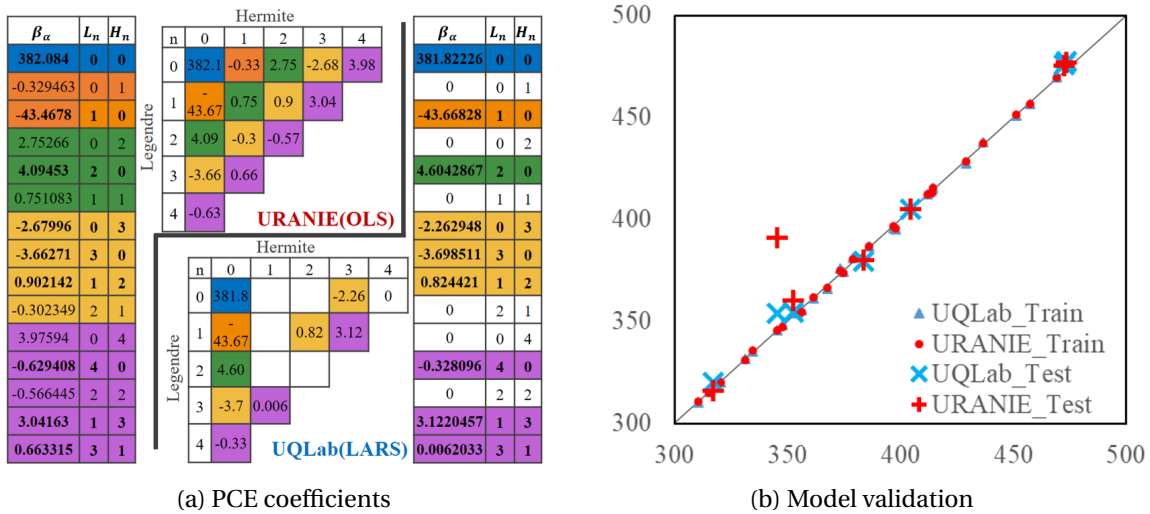 β_α L_n H_n
382.084 0 0
-0.329463 0 1
-43.4678 1 0
2.75266 0 2
4.09453 2 0
0.751083 1 1
-2.67996 0 3
-3.66271 3 0
0.902142 1 2
-0.302349 2 1
3.97594 0 4
-0.629408 4 0
-0.566445 2 2
3.04163 1 3
0.663315 3 1
Hermite
n 0 1 2 3 4
0 382.1 -0.33 2.75 -2.68 3.98
1 -43.67 0.75 0.9 3.04
2 4.09 -0.3 -0.57
3 -3.66 0.66
4 -0.63
Legendre
URANIE(OLS)
Hermite
n 0 1 2 3 4
0 381.8 -2.26 0
1 -43.67 0.82 3.12
2 4.60
3 -3.7 0.006
4 -0.33
Legendre
UQLab(LARS)
β_α L_n H_n
381.82226 0 0
0 0 1
-43.66828 1 0
0 0 2
4.6042867 2 0
0 1 1
-2.262948 0 3
-3.698511 3 0
0.824421 1 2
0 2 1
0 0 4
-0.328096 4 0
0 2 2
3.1220457 1 3
0.0062033 3 1
(a) PCE coefficients
500
450
400
350
300
300 350 400 450 500
UQLab_Train
URANIE_Train
UQLab_Test
URANIE_Test
(b) Model validation